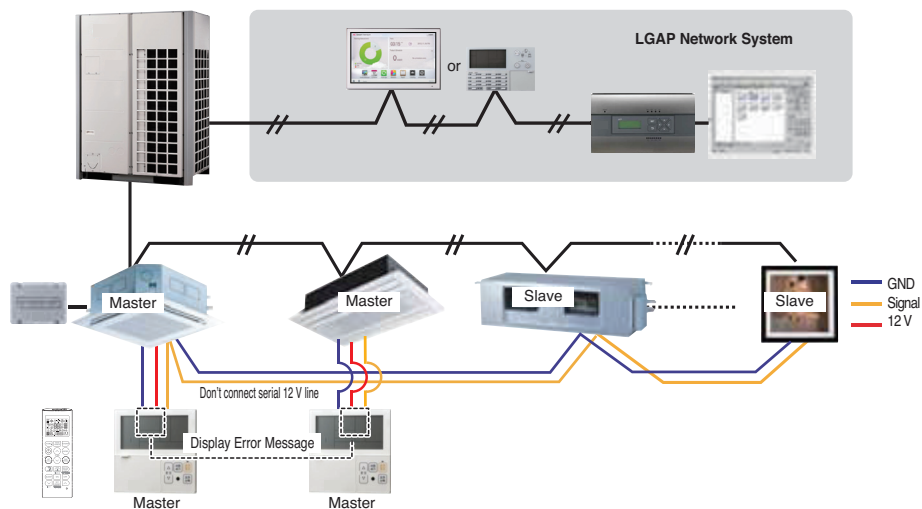 LGAP Network System
or
Master
Master
Slave
Slave
GND
Signal
12 V
Don't connect serial 12 V line
Display Error Message
Master
Master